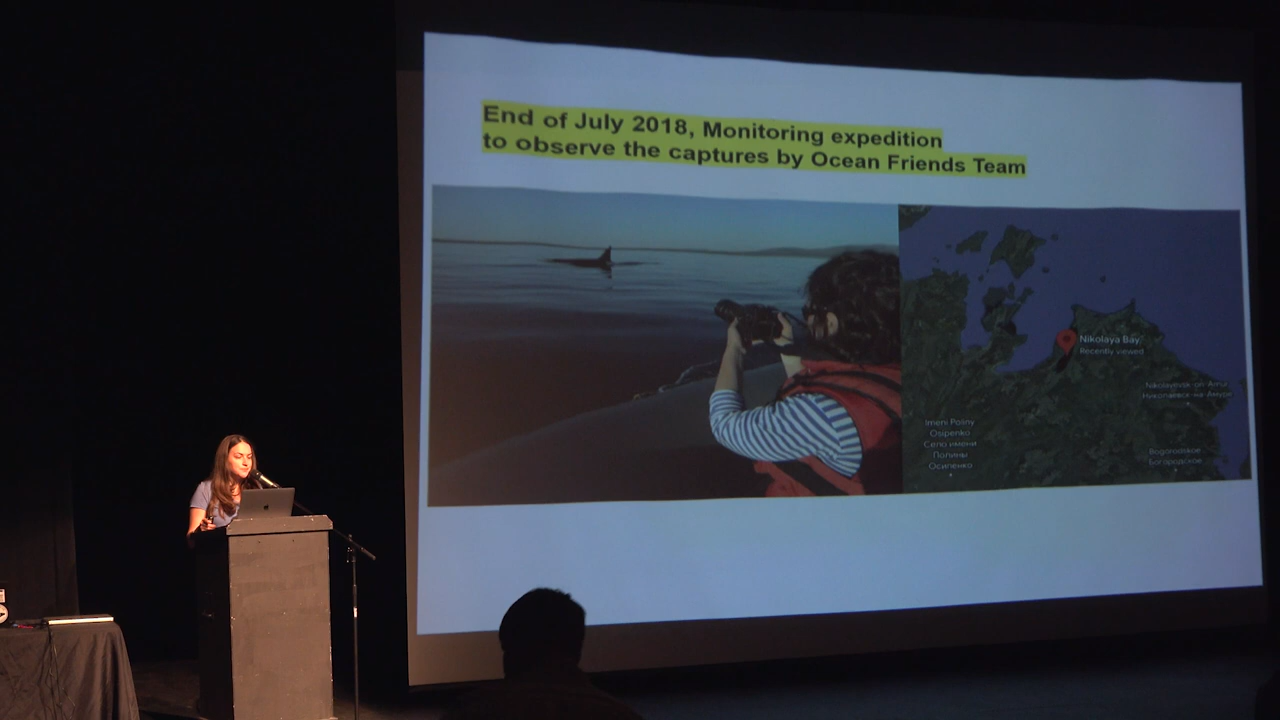 End of July 2018, Monitoring expedition
to observe the captures by Ocean Friends Team
Nikolaya Bay
Recently viewed
Nikolayevsk-on-Amur
Николаевск-на-Амуре
Imeni Poliny
Osipenko
Село имени
Полины
Осипенко
Bogorodskoe
Богородское